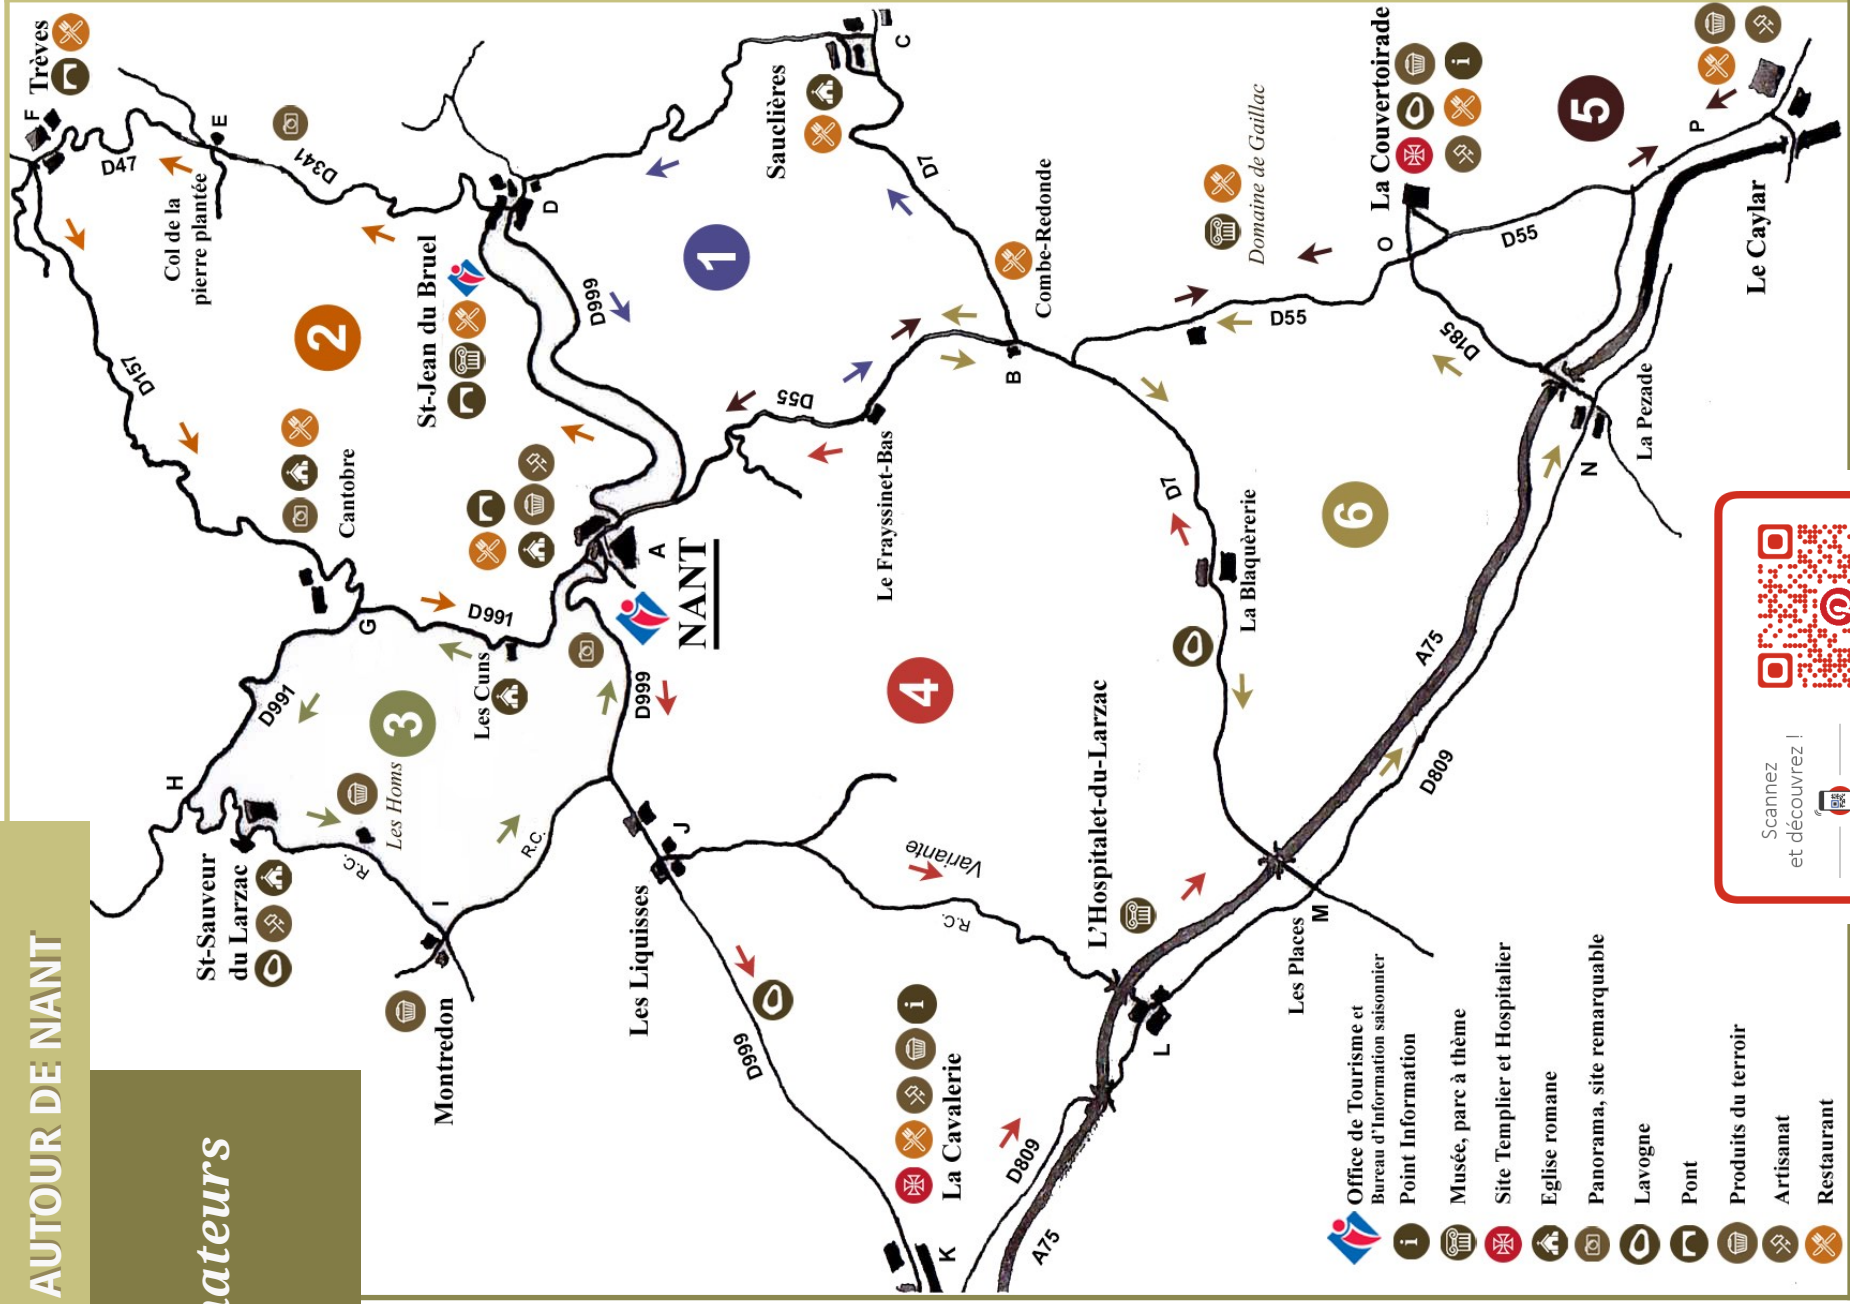 AUTOUR DE NANT
ateurs
Trèves
F
D47
E
Col de la
pierre plantée
D341
D157
2
H
St-Sauveur
du Larzac
D991
Cantobre
G
R.C.
Les Homs
3
St-Jean du Bruel
I
Montredon
Les Cuns
D991
R.C.
D
D999
Les Liquisses
D999
A
NANT
J
1
Sauclières
D55
D999
C
Le Frayssinet-Bas
4
D7
La Cavalerie
i
K
Variante
R.C.
B
Combe-Redonde
D809
A75
L'Hospitalet-du-Larzac
L
D7
La Blaquèrerie
Domaine de Gaillac
D55
Les Places
M
6
O
La Couvertoirade
i
A75
D809
D185
D55
5
N
La Pezade
P
Le Caylar
Office de Tourisme et
Bureau d'Information saisonnier
i Point Information
Musée, parc à thème
Site Templier et Hospitalier
Eglise romane
Panorama, site remarquable
Lavogne
Pont
Produits du terroir
Artisanat
Restaurant
Scannez
et découvrez !